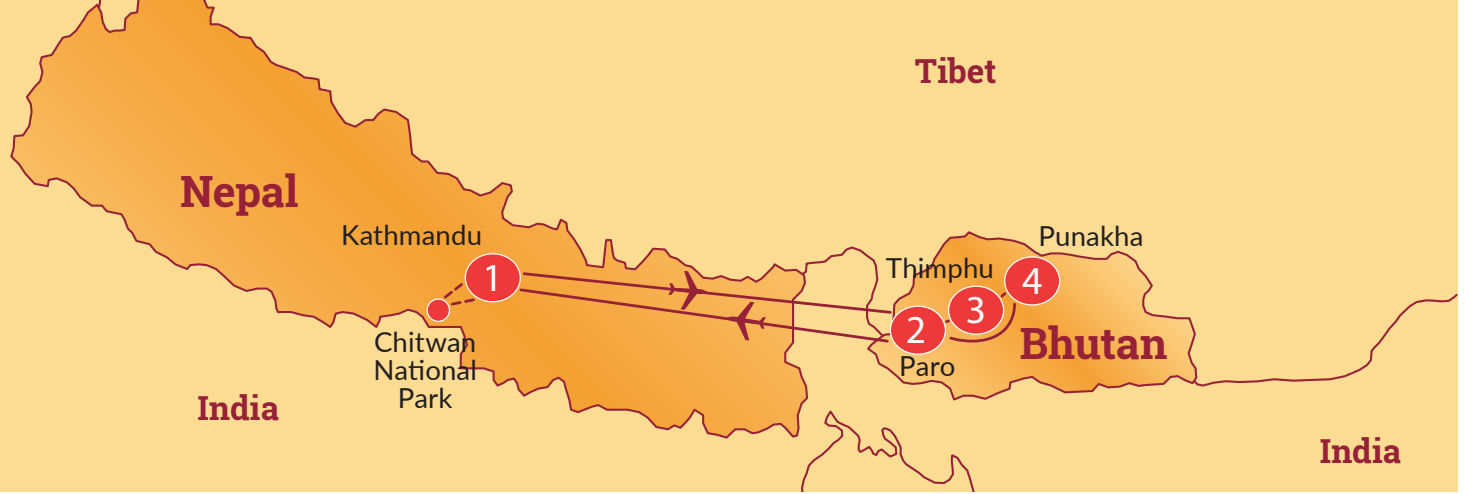 Tibet
Nepal
Kathmandu
1
Chitwan
National
Park
Punakha
Thimphu
4
3
2
Bhutan
Paro
India
India